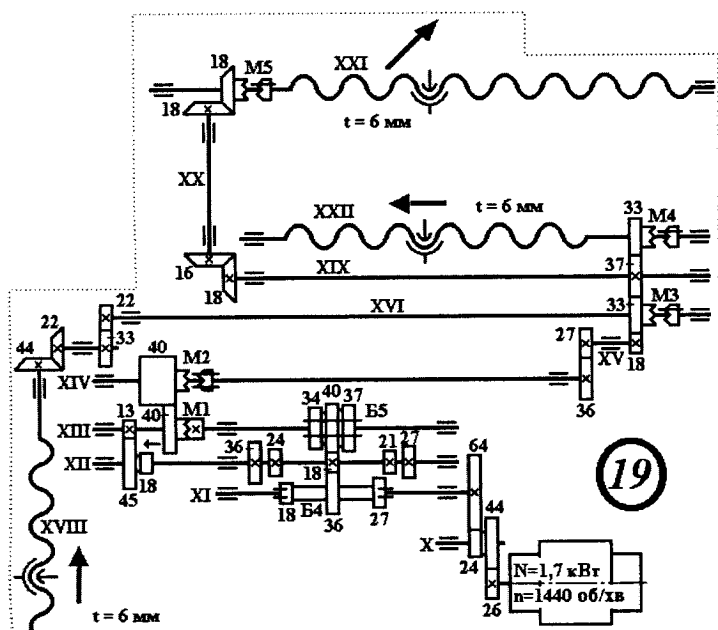 18
M5
XXI
18
t = 6 мм
XX
XXII
t = 6 мм
33
M4
16
18
XIX
37
22
XVI
33
M3
22
33
27
44
40
M2
XV
18
XIV
36
13
40
M1
34
40
37
Б5
XIII
XII
36
24
21
27
64
18
18
19
45
XI
18
Б4
36
27
44
XVIII
X
24
26
N=1,7 кВт
n=1440 об/хв
t = 6 мм